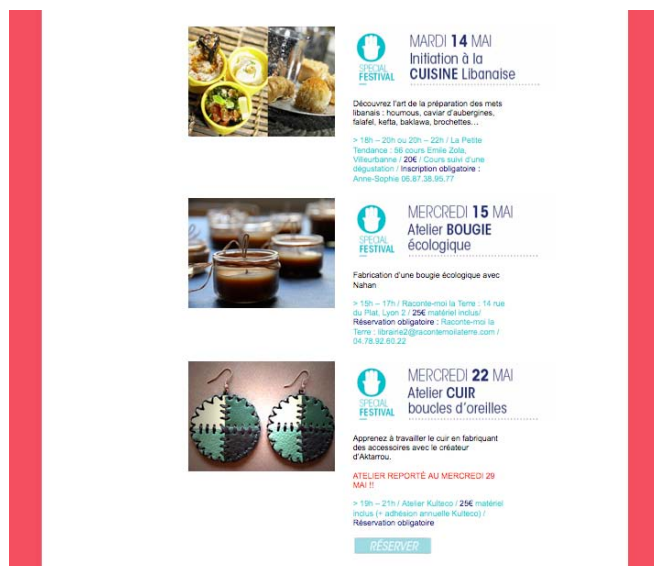 MARDI 14 MAI
Initiation à la
CUISINE Libanaise
SPECIAL
FESTIVAL
Découvrez l'art de la préparation des mets
libanais : houmous, caviar d'aubergines,
falafel, kefta, baklawa, brochettes...
> 18h – 20h ou 20h – 22h / La Petite
Tendance : 56 cours Emile Zola,
Villeurbanne / 20€ / Cours suivi d'une
dégustation / Inscription obligatoire :
Anne-Sophie 06.67.38.95.77
MERCREDI 15 MAI
Atelier BOUGIE
écologique
SPECIAL
FESTIVAL
Fabrication d'une bougie écologique avec
Nahan
> 15h – 17h / Raconte-moi la Terre : 14 rue
du Plat, Lyon 2 / 25€ matériel inclus/
Réservation obligatoire : Raconte-moi la
Terre : librairie2@racontemoilaterre.com /
04.78.92.60.22
MERCREDI 22 MAI
Atelier CUIR
boucles d'oreilles
SPECIAL
FESTIVAL
Apprenez à travailler le cuir en fabriquant
des accessoires avec le créateur
d'Aktarrou.
ATELIER REPORTÉ AU MERCREDI 29
MAI !!
> 19h – 21h / Atelier Kulteco / 25€ matériel
inclus (+ adhésion annuelle Kulteco) /
Réservation obligatoire
RÉSERVER